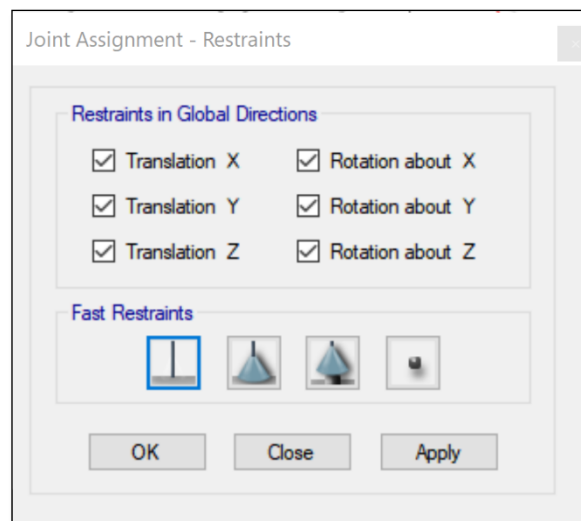 Joint Assignment - Restraints
Restraints in Global Directions
Translation X
Rotation about X
Translation Y
Rotation about Y
Translation Z
Rotation about Z
Fast Restraints
OK
Close
Apply